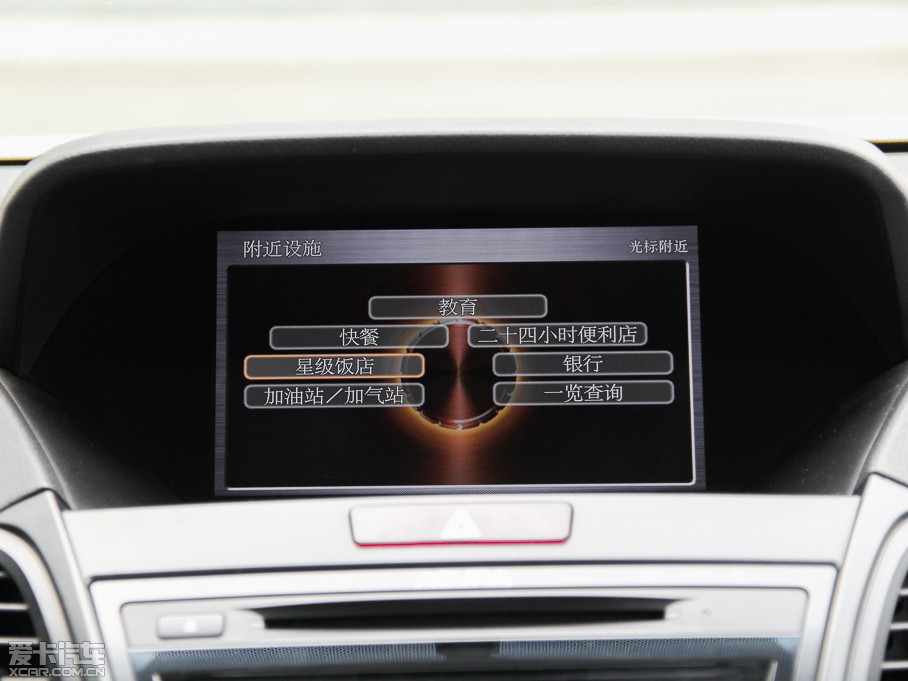 附近设施
光标附近
教育
快餐
二十四小时便利店
星级饭店
银行
加油站／加气站
一览查询
爱卡汽车
XCAR.COM.CN